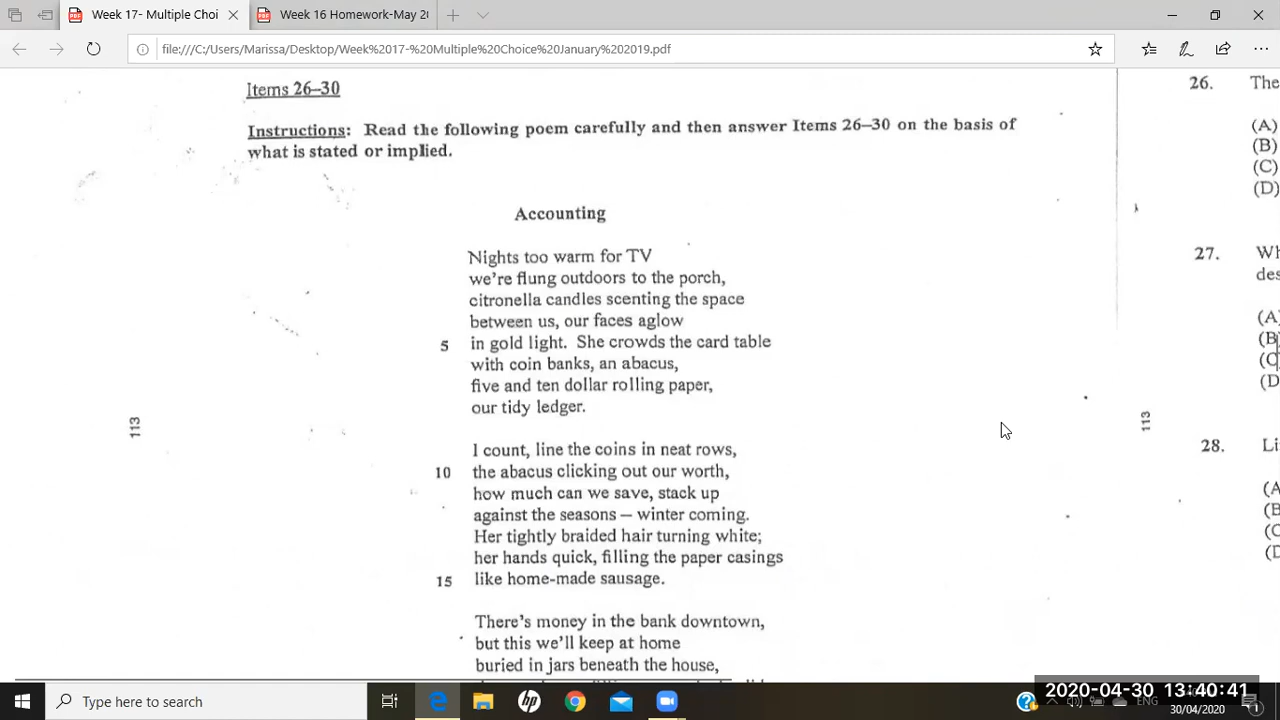 Week 17- Multiple Choi
Week 16 Homework-May 20
file:///C:/Users/Marissa/Desktop/Week%2017-%20Multiple%20Choice%20January%202019.pdf
Items 26–30
Instructions: Read the following poem carefully and then answer Items 26–30 on the basis of
what is stated or implied.
Accounting
Nights too warm for TV
we're flung outdoors to the porch,
citronella candles scenting the space
between us, our faces aglow
5 in gold light. She crowds the card table
with coin banks, an abacus,
five and ten dollar rolling paper,
our tidy ledger.
I count, line the coins in neat rows,
10 the abacus clicking out our worth,
how much can we save, stack up
against the seasons – winter coming.
Her tightly braided hair turning white;
her hands quick, filling the paper casings
15 like home-made sausage.
There's money in the bank downtown,
but this we'll keep at home
buried in jars beneath the house,
113
26. The
(A)
(B)
(C)
(D)
27. Wh
des
(A)
(B)
(C)
(D
113
28. Li
(A
(B
(C
(D
Type here to search
hp
ENG
2020-04-30 13:40:41
30/04/2020